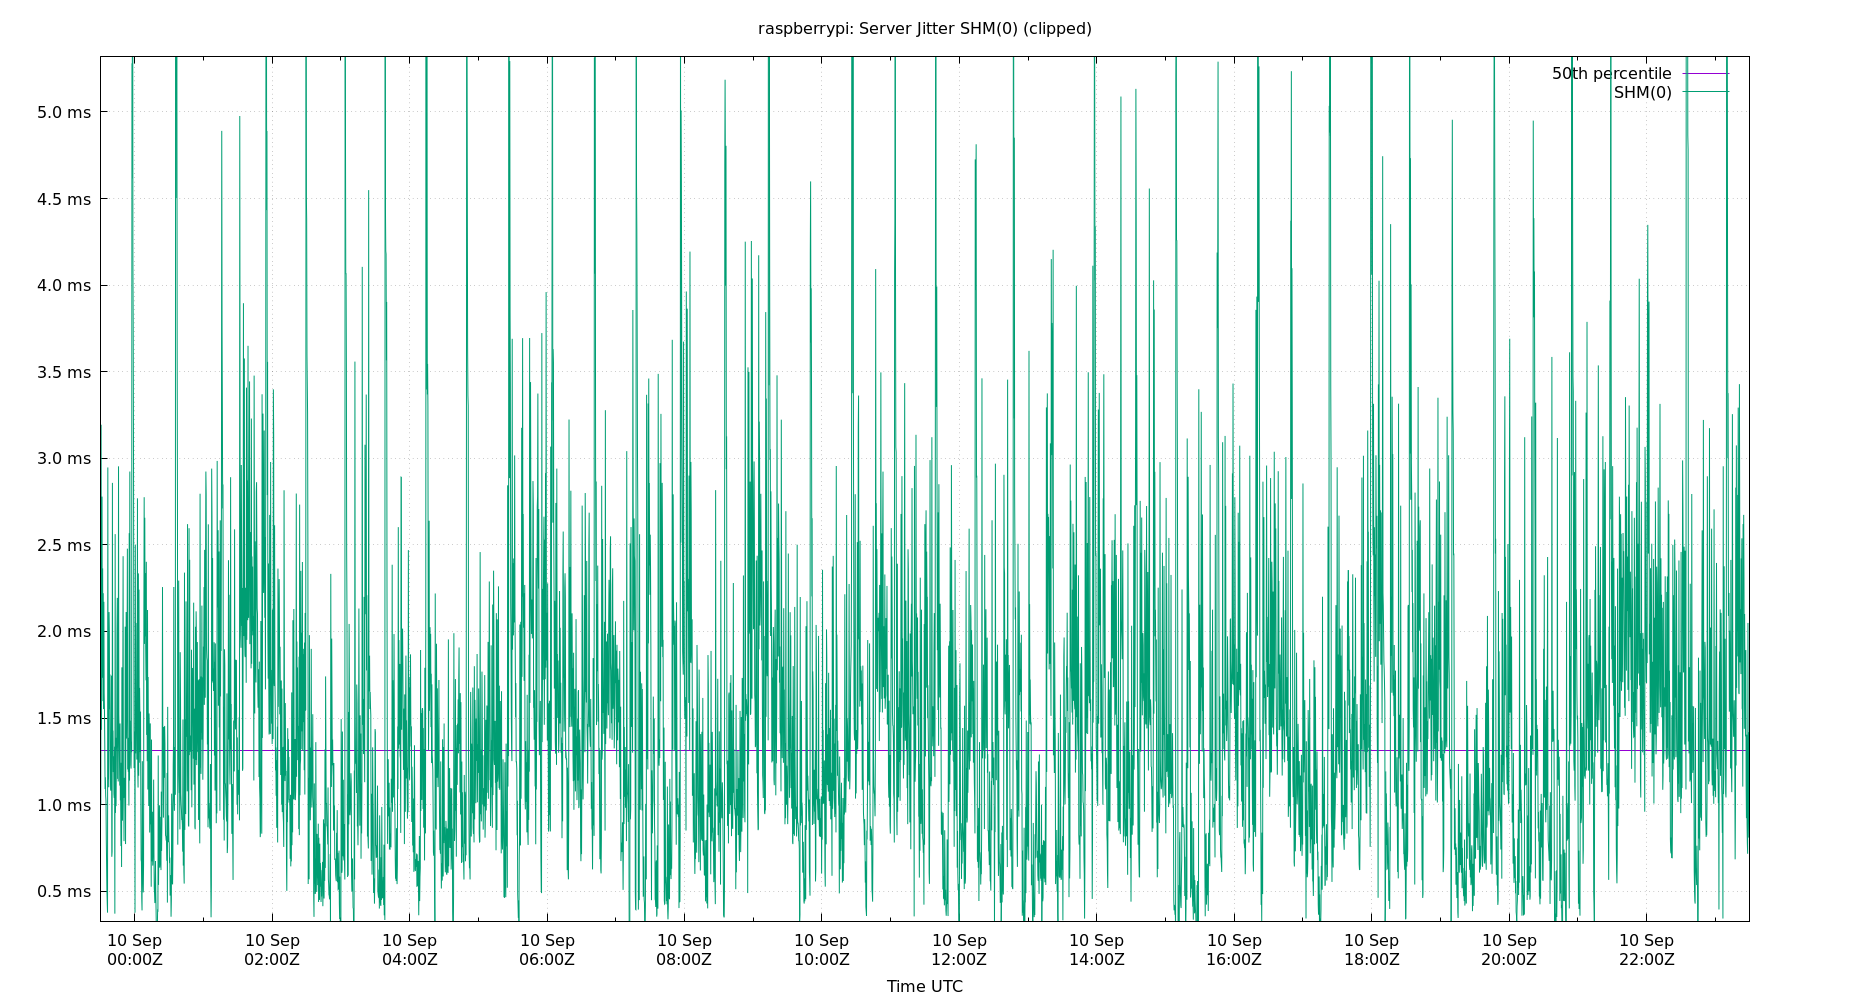 raspberrypi: Server Jitter SHM(0) (clipped)
50th percentile
SHM(0)
5.0 ms
4.5 ms
4.0 ms
3.5 ms
3.0 ms
2.5 ms
2.0 ms
1.5 ms
1.0 ms
0.5 ms
10 Sep 10 Sep 10 Sep 10 Sep 10 Sep 10 Sep 10 Sep 10 Sep 10 Sep 10 Sep 10 Sep 10 Sep
00:00Z 02:00Z 04:00Z 06:00Z 08:00Z 10:00Z 12:00Z 14:00Z 16:00Z 18:00Z 20:00Z 22:00Z
Time UTC